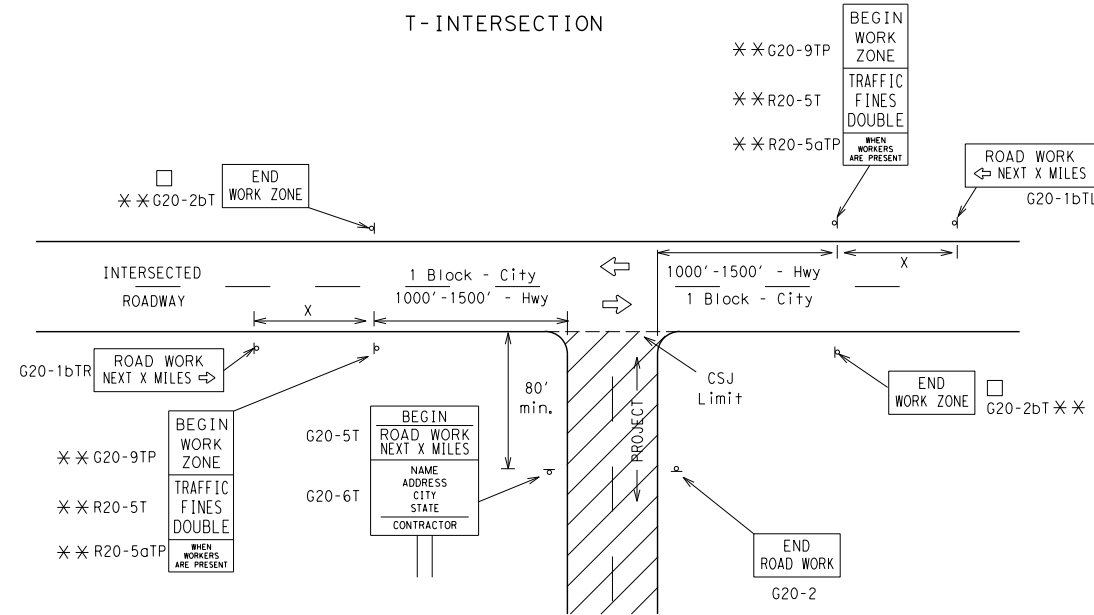 T-INTERSECTION
BEGIN
WORK
ZONE
TRAFFIC
FINES
DOUBLE
WHEN
WORKERS
ARE PRESENT
**G20-9TP
**R20-5T
**R20-5aTP
ROAD WORK
⇦ NEXT X MILES
G20-1bTL
□
**G20-2bT
END
WORK ZONE
INTERSECTED
ROADWAY
X
1 Block - City
1000'-1500' - Hwy
1000'-1500' - Hwy
1 Block - City
X
G20-1bTR
ROAD WORK
NEXT X MILES ⇨
80'
min.
CSJ
Limit
PROJECT
END
WORK ZONE
□
G20-2bT **
**G20-9TP
**R20-5T
**R20-5aTP
BEGIN
WORK
ZONE
TRAFFIC
FINES
DOUBLE
WHEN
WORKERS
ARE PRESENT
G20-5T
G20-6T
BEGIN
ROAD WORK
NEXT X MILES
NAME
ADDRESS
CITY
STATE
CONTRACTOR
END
ROAD WORK
G20-2